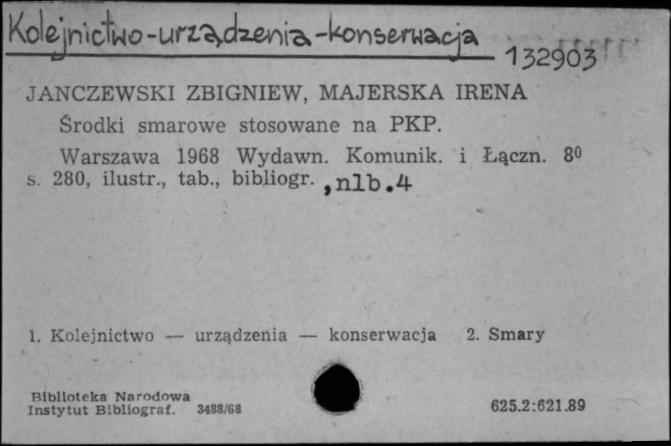 Kolejnictwo-urządzenia-konserwacja
132903
JANCZEWSKI ZBIGNIEW, MAJERSKA IRENA
Środki smarowe stosowane na PKP.
Warszawa 1968 Wydawn. Komunik. i Łączn. 8⁰
s. 280, ilustr., tab., bibliogr. , nlb.4
1. Kolejnictwo — urządzenia — konserwacja 2. Smary
Biblioteka Narodowa
Instytut Bibliograf. 3488/68
625.2:621.89